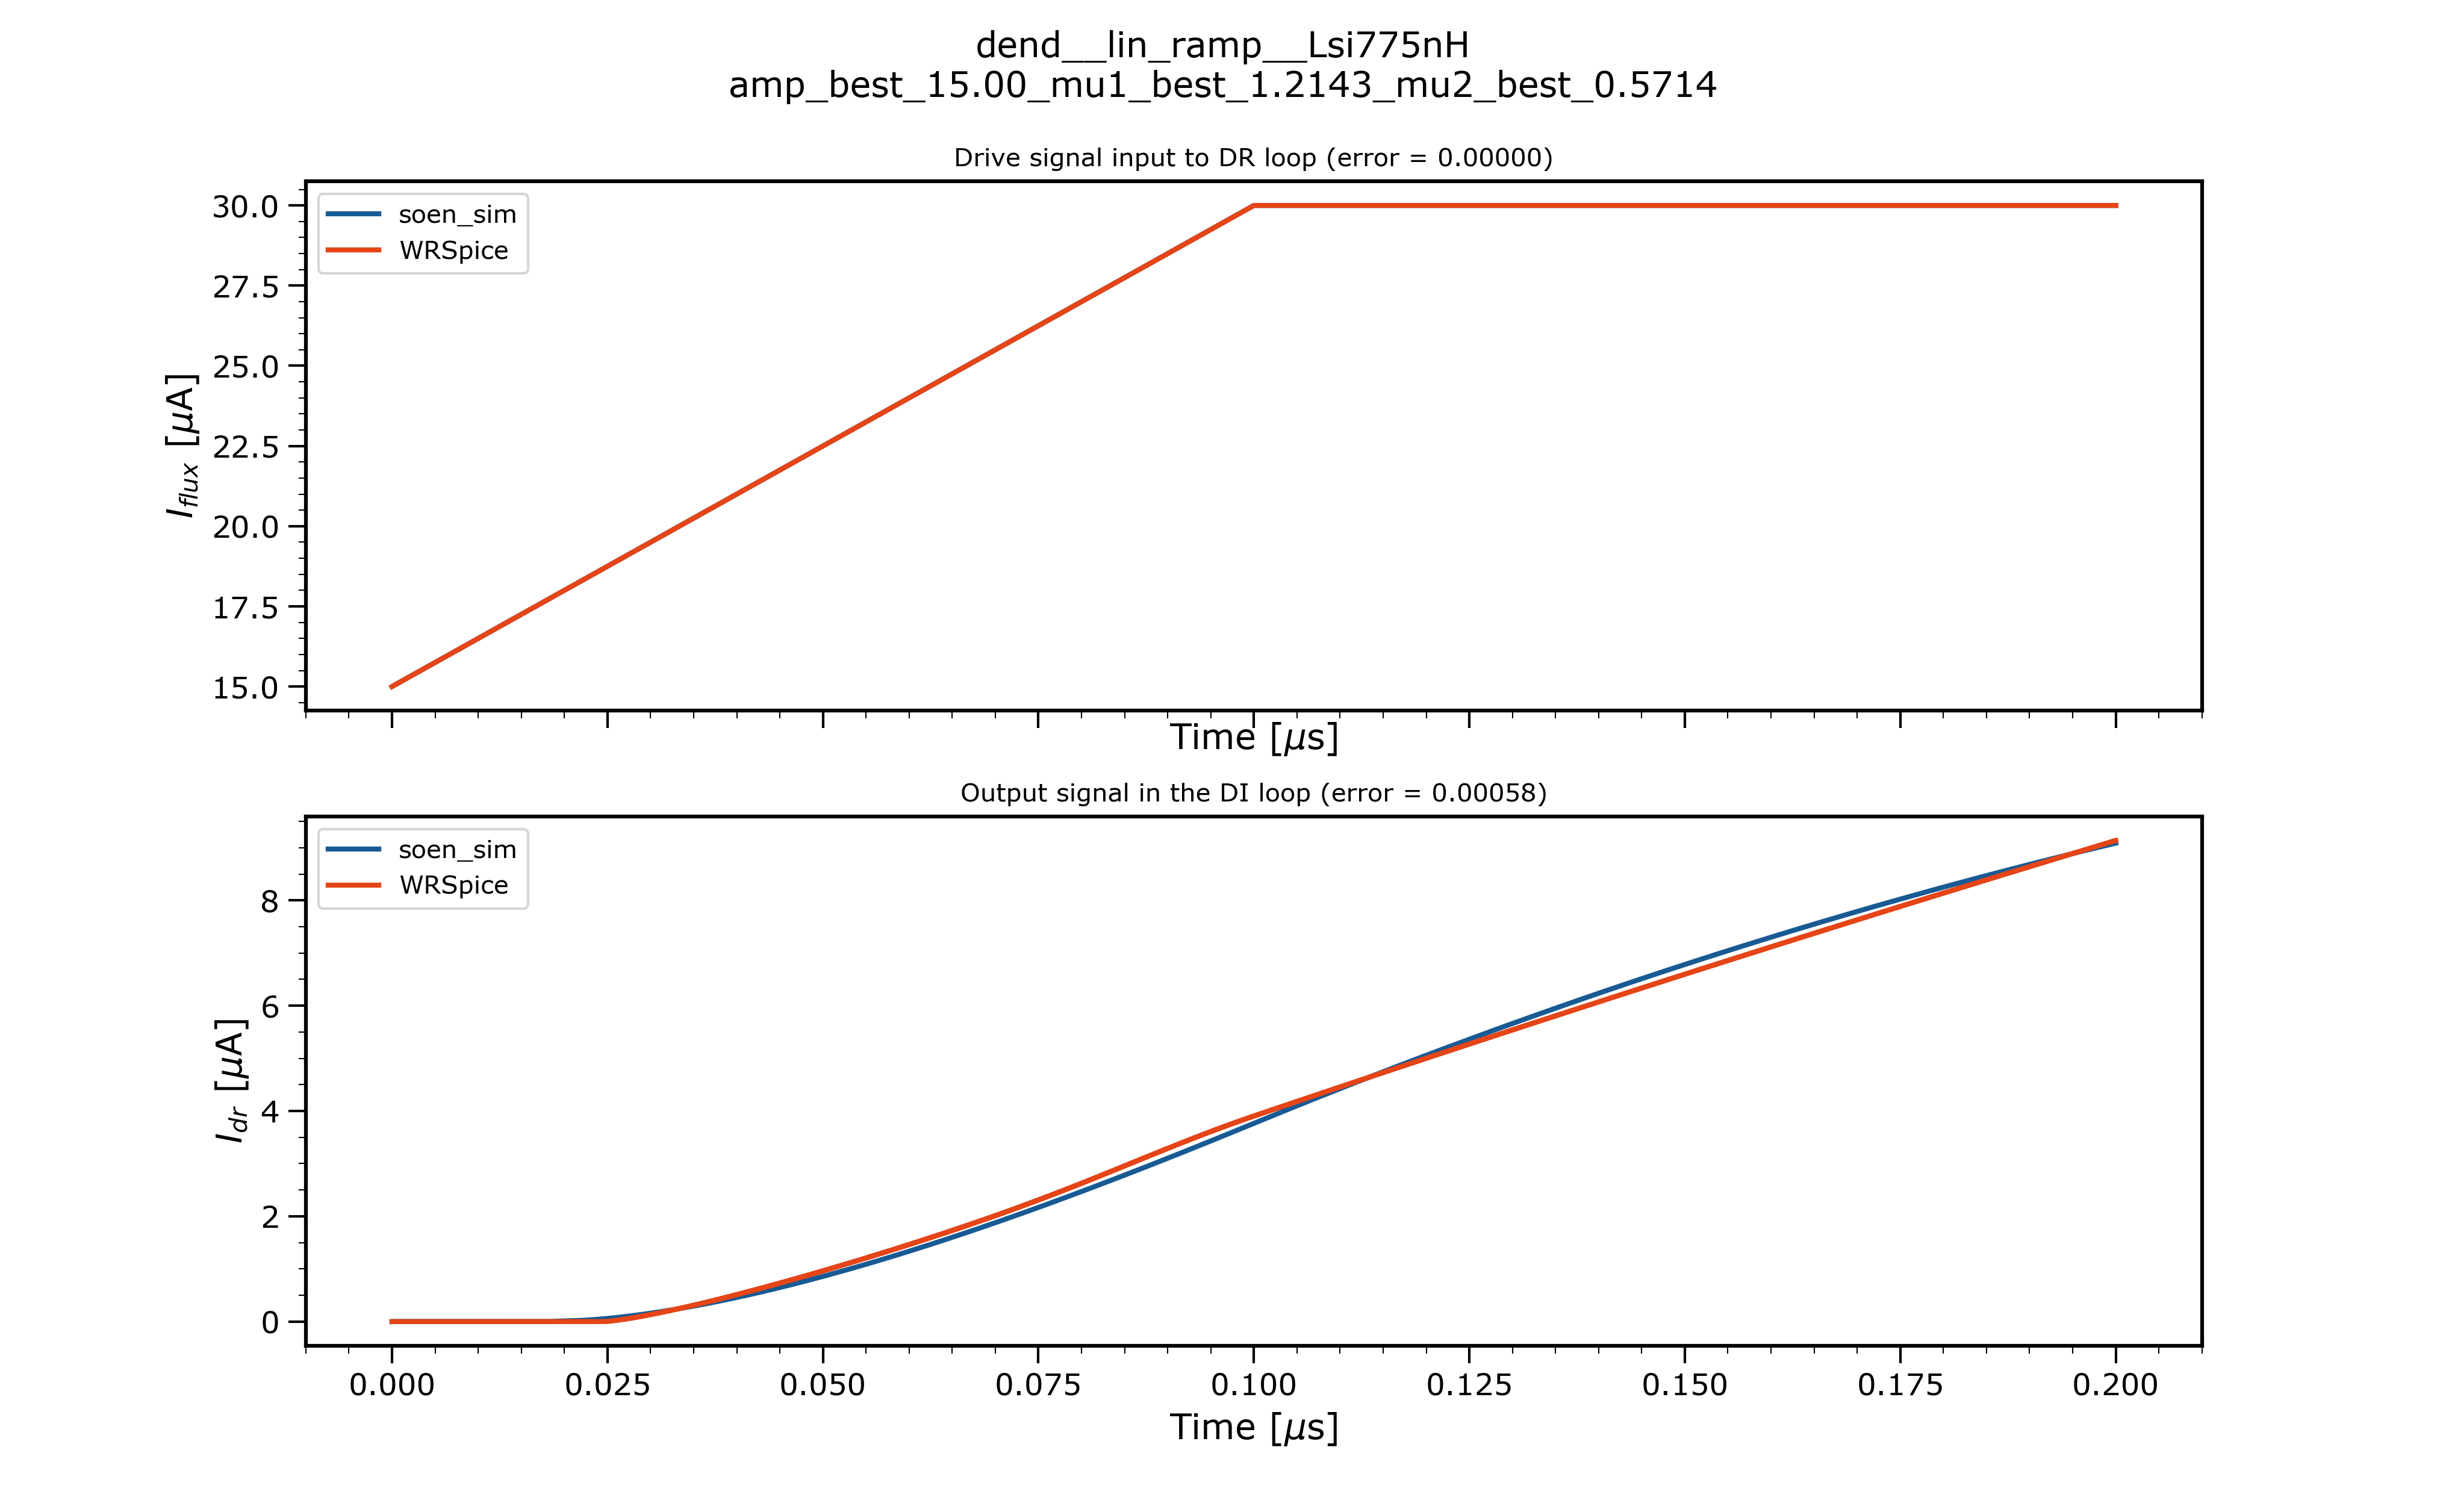 dend__lin_ramp__Lsi775nH
amp_best_15.00_mu1_best_1.2143_mu2_best_0.5714
Drive signal input to DR loop (error = 0.00000)
soen_sim
WRSpice
30.0
27.5
25.0
22.5
20.0
17.5
15.0
I_flux [μA]
Time [μs]
Output signal in the DI loop (error = 0.00058)
soen_sim
WRSpice
8
6
4
2
0
I_dr [μA]
0.000 0.025 0.050 0.075 0.100 0.125 0.150 0.175 0.200
Time [μs]